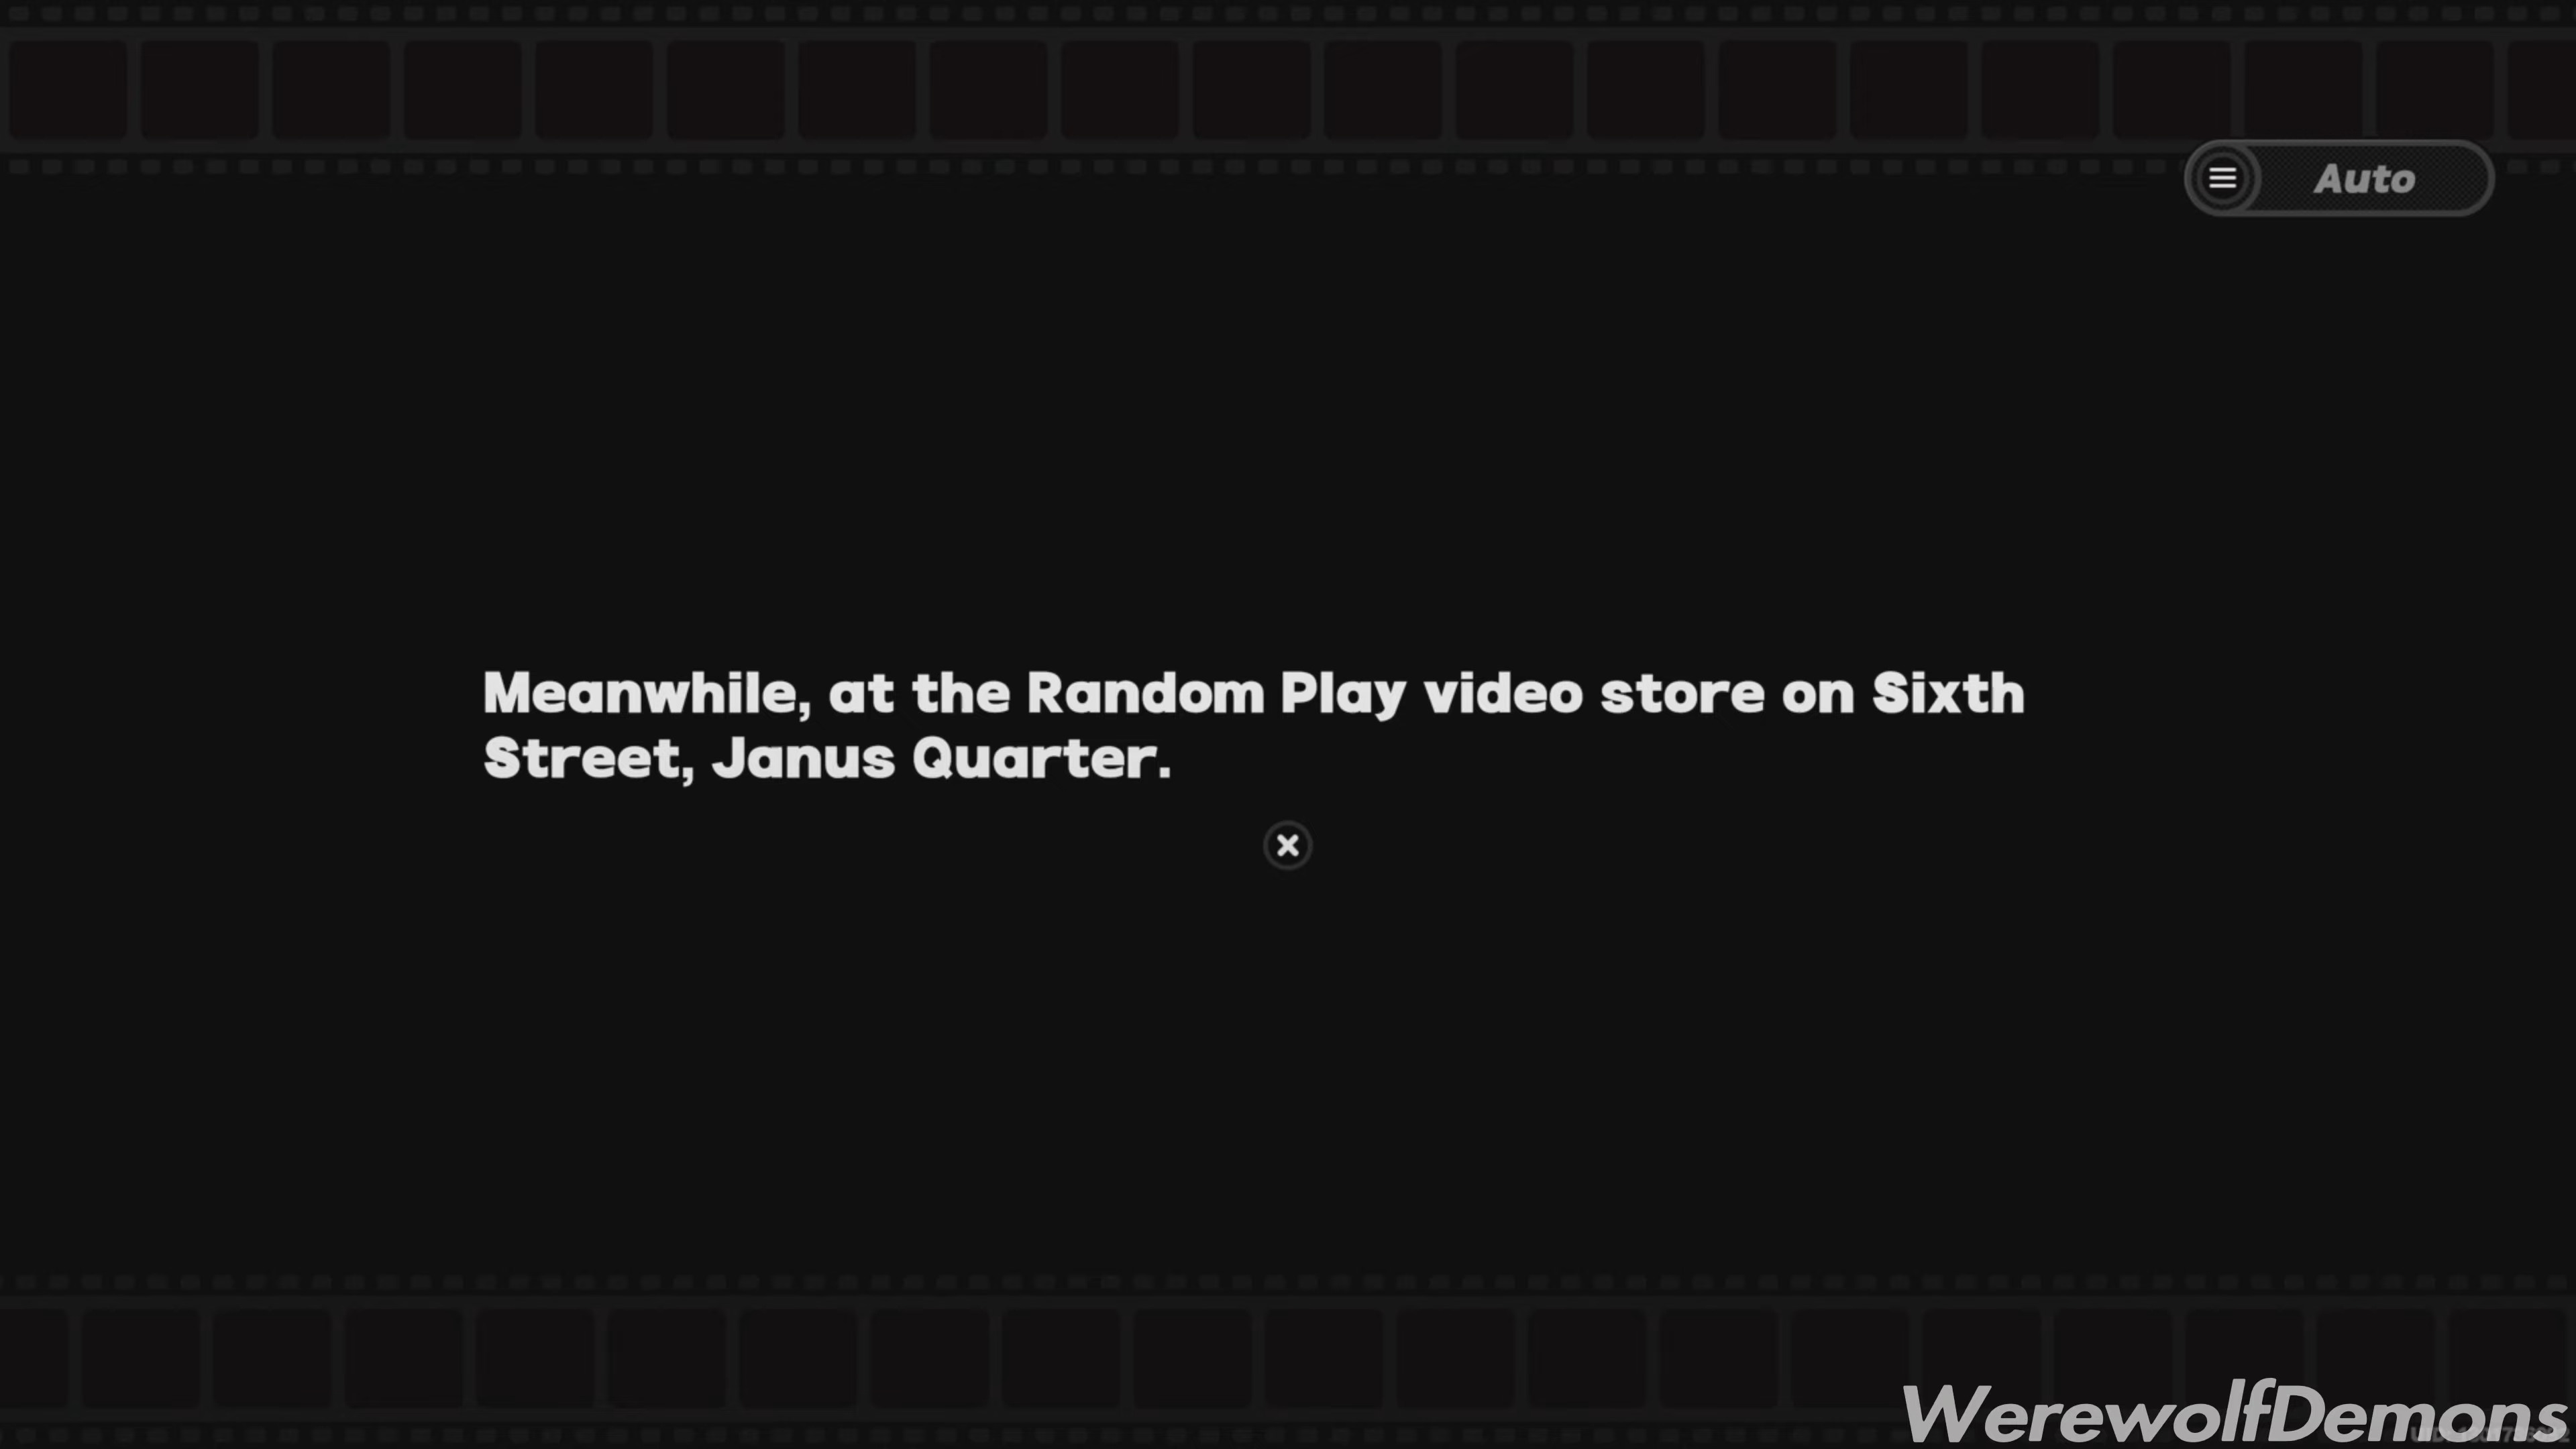 Auto
Meanwhile, at the Random Play video store on Sixth
Street, Janus Quarter.
WerewolfDemons